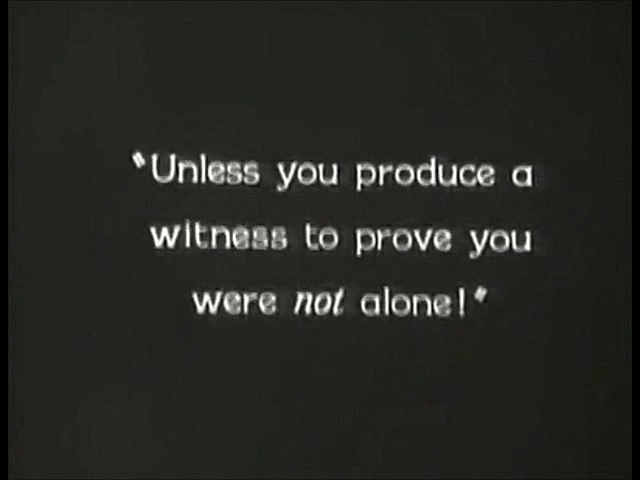 "Unless you produce a
witness to prove you
were not alone!"